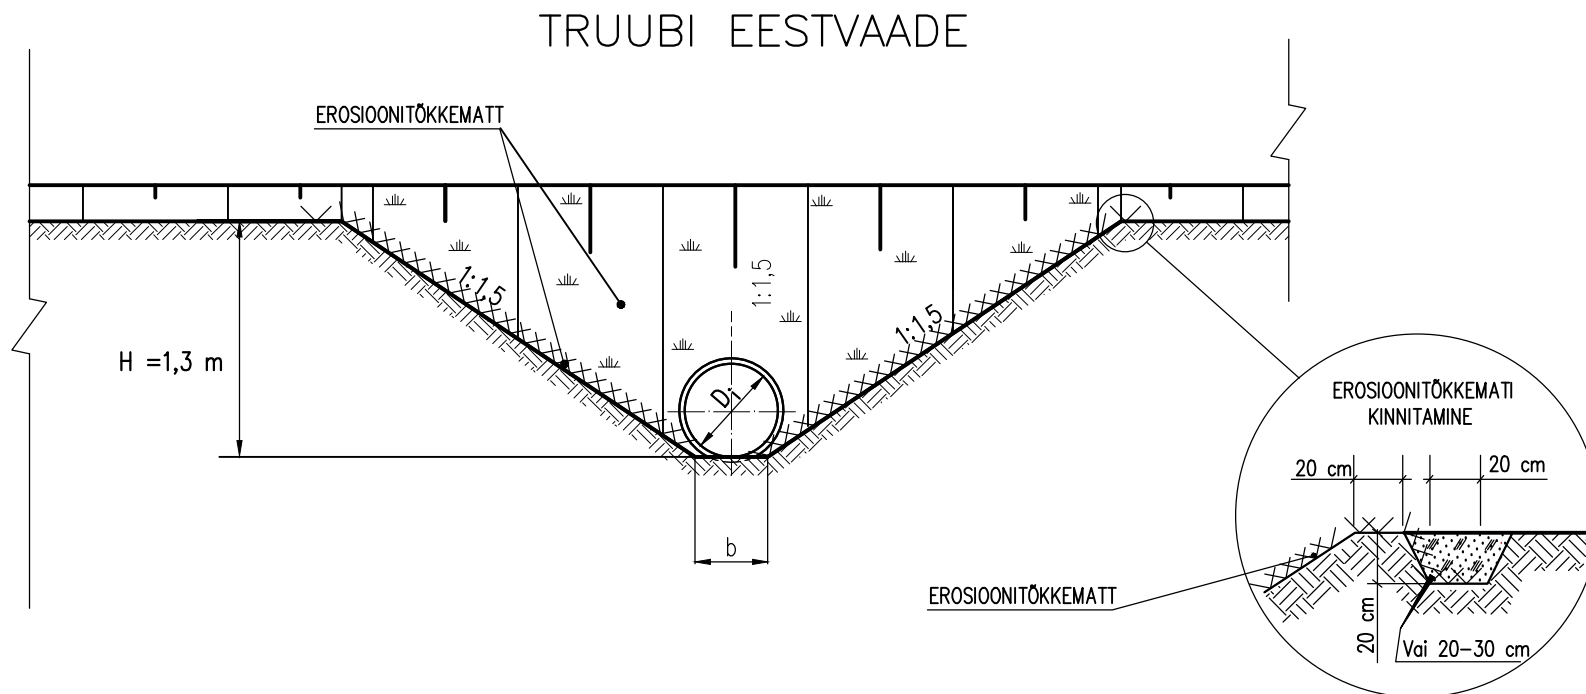 TRUUBI EESTVAADE
EROSIOONITÕKKEMATT
1:1,5
1:1,5
1:1,5
H =1,3 m
Di
b
EROSIOONITÕKKEMATI
KINNITAMINE
20 cm
20 cm
EROSIOONITÕKKEMATT
20 cm
Vai 20-30 cm